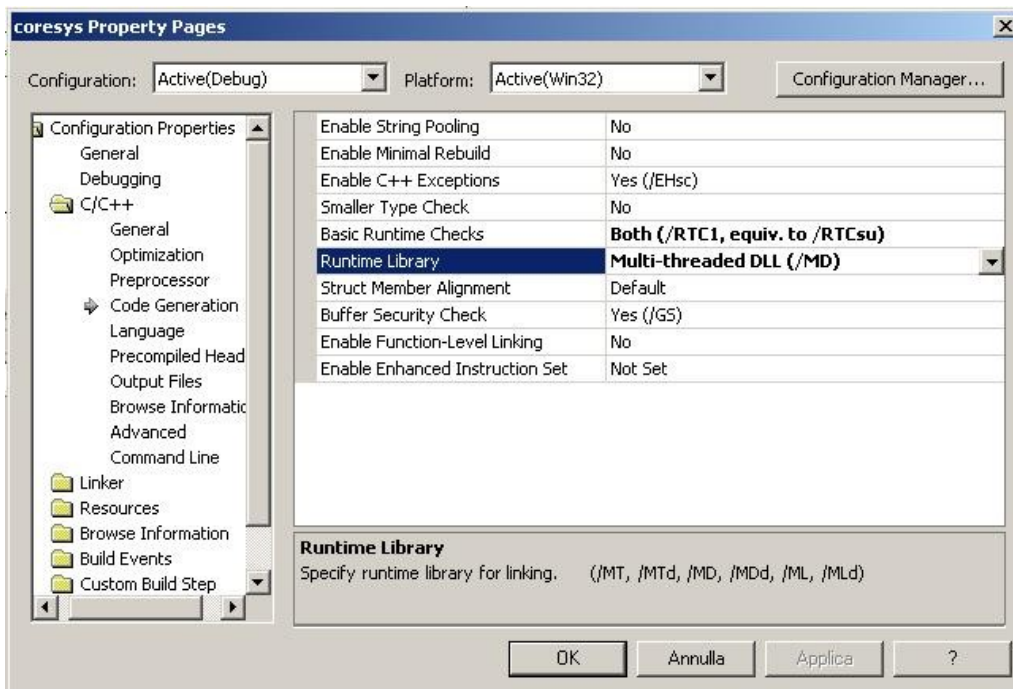 coresys Property Pages
Configuration: Active(Debug) Platform: Active(Win32) Configuration Manager...
Configuration Properties
General
Debugging
C/C++
General
Optimization
Preprocessor
Code Generation
Language
Precompiled Head
Output Files
Browse Informatic
Advanced
Command Line
Linker
Resources
Browse Information
Build Events
Custom Build Step
Enable String Pooling No
Enable Minimal Rebuild No
Enable C++ Exceptions Yes (/EHsc)
Smaller Type Check No
Basic Runtime Checks Both (/RTC1, equiv. to /RTCsu)
Runtime Library Multi-threaded DLL (/MD)
Struct Member Alignment Default
Buffer Security Check Yes (/GS)
Enable Function-Level Linking No
Enable Enhanced Instruction Set Not Set
Runtime Library
Specify runtime library for linking. (/MT, /MTd, /MD, /MDd, /ML, /MLd)
OK Annulla Applica ?